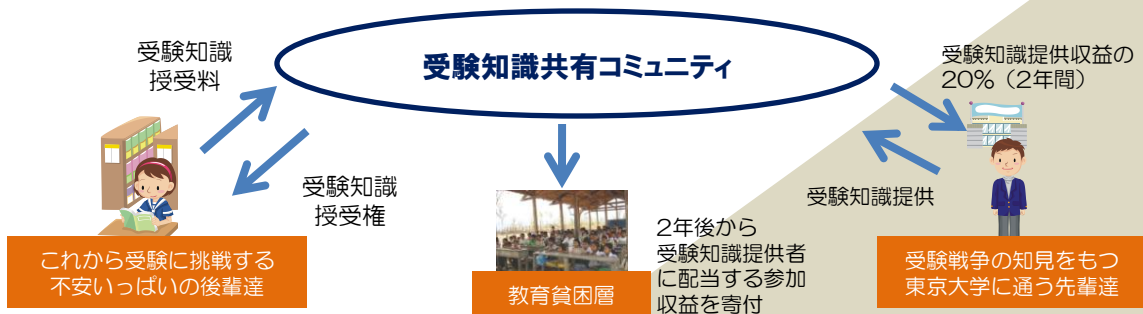 受験知識共有コミュニティ
受験知識
授受料
受験知識
授受権
これから受験に挑戦する
不安いっぱいの後輩達
教育貧困層
2年後から
受験知識提供者
に配当する参加
収益を寄付
受験知識提供収益の
20%（2年間）
受験知識提供
受験戦争の知見をもつ
東京大学に通う先輩達